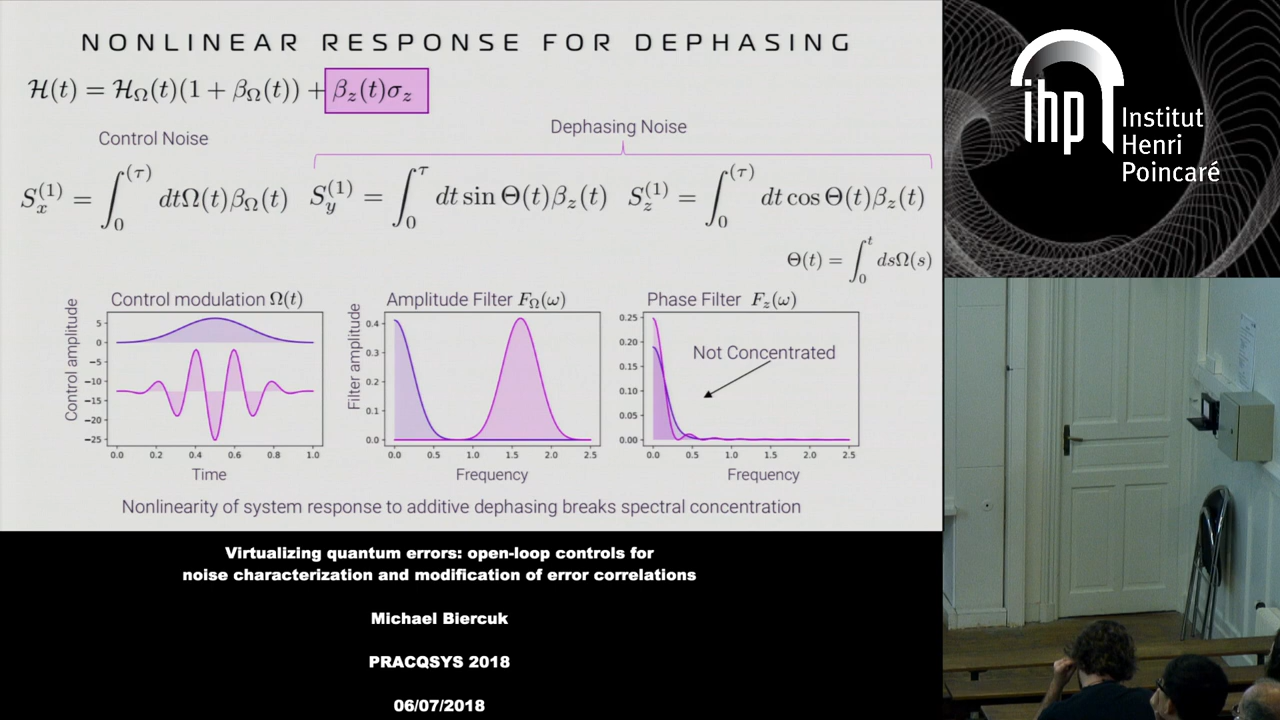 NONLINEAR RESPONSE FOR DEPHASING
ℋ(t) = ℋ_Ω(t)(1 + β_Ω(t)) + β_z(t)σ_z
Control Noise
Dephasing Noise
S_x^(1) = ∫_0^(τ) dtΩ(t)β_Ω(t)
S_y^(1) = ∫_0^τ dt sin Θ(t)β_z(t)
S_z^(1) = ∫_0^(τ) dt cos Θ(t)β_z(t)
Θ(t) = ∫_0^t dsΩ(s)
Control modulation Ω(t)
Control amplitude
5
0
−5
−10
−15
−20
−25
0.0 0.2 0.4 0.6 0.8 1.0
Time
Amplitude Filter F_Ω(ω)
Filter amplitude
0.4
0.3
0.2
0.1
0.0
0.0 0.5 1.0 1.5 2.0 2.5
Frequency
Phase Filter F_z(ω)
0.25
0.20
0.15
0.10
0.05
0.00
Not Concentrated
0.0 0.5 1.0 1.5 2.0 2.5
Frequency
Nonlinearity of system response to additive dephasing breaks spectral concentration
Virtualizing quantum errors: open-loop controls for
noise characterization and modification of error correlations
Michael Biercuk
PRACQSYS 2018
06/07/2018
ihp
Institut
Henri
Poincaré